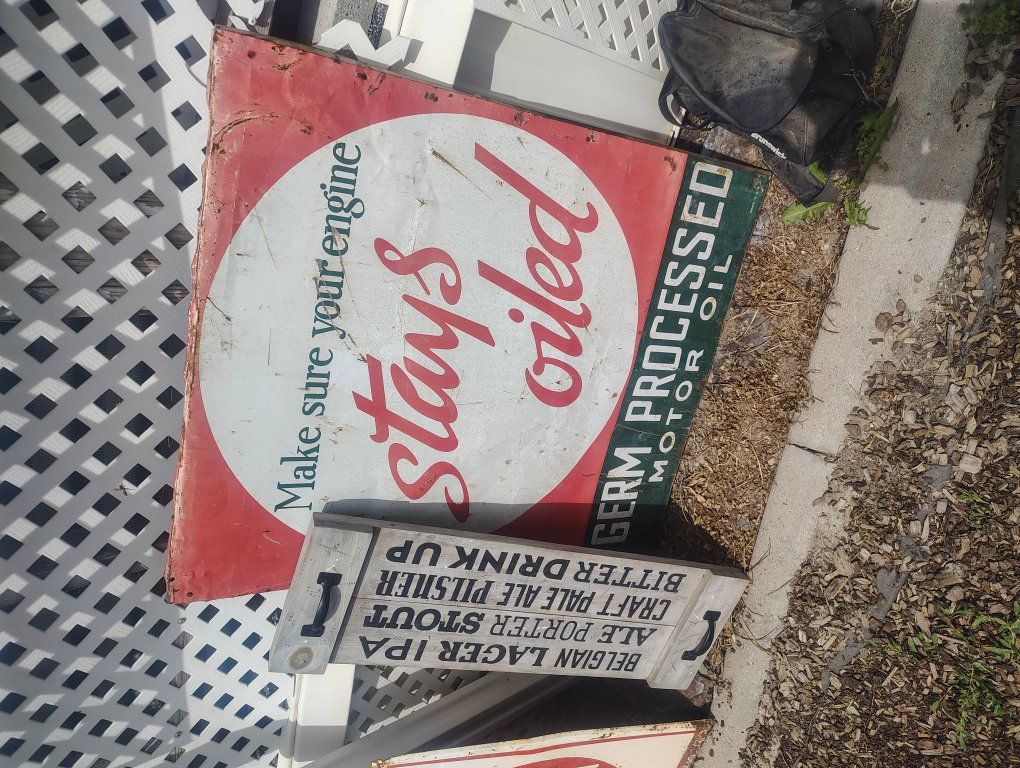 Make sure your engine
stays
oiled
GERM PROCESSED
MOTOR OIL
BELGIAN LAGER IPA
ALE PORTER STOUT
CRAFT PALE ALE PILSNER
BITTER DRINK UP
Brunswick